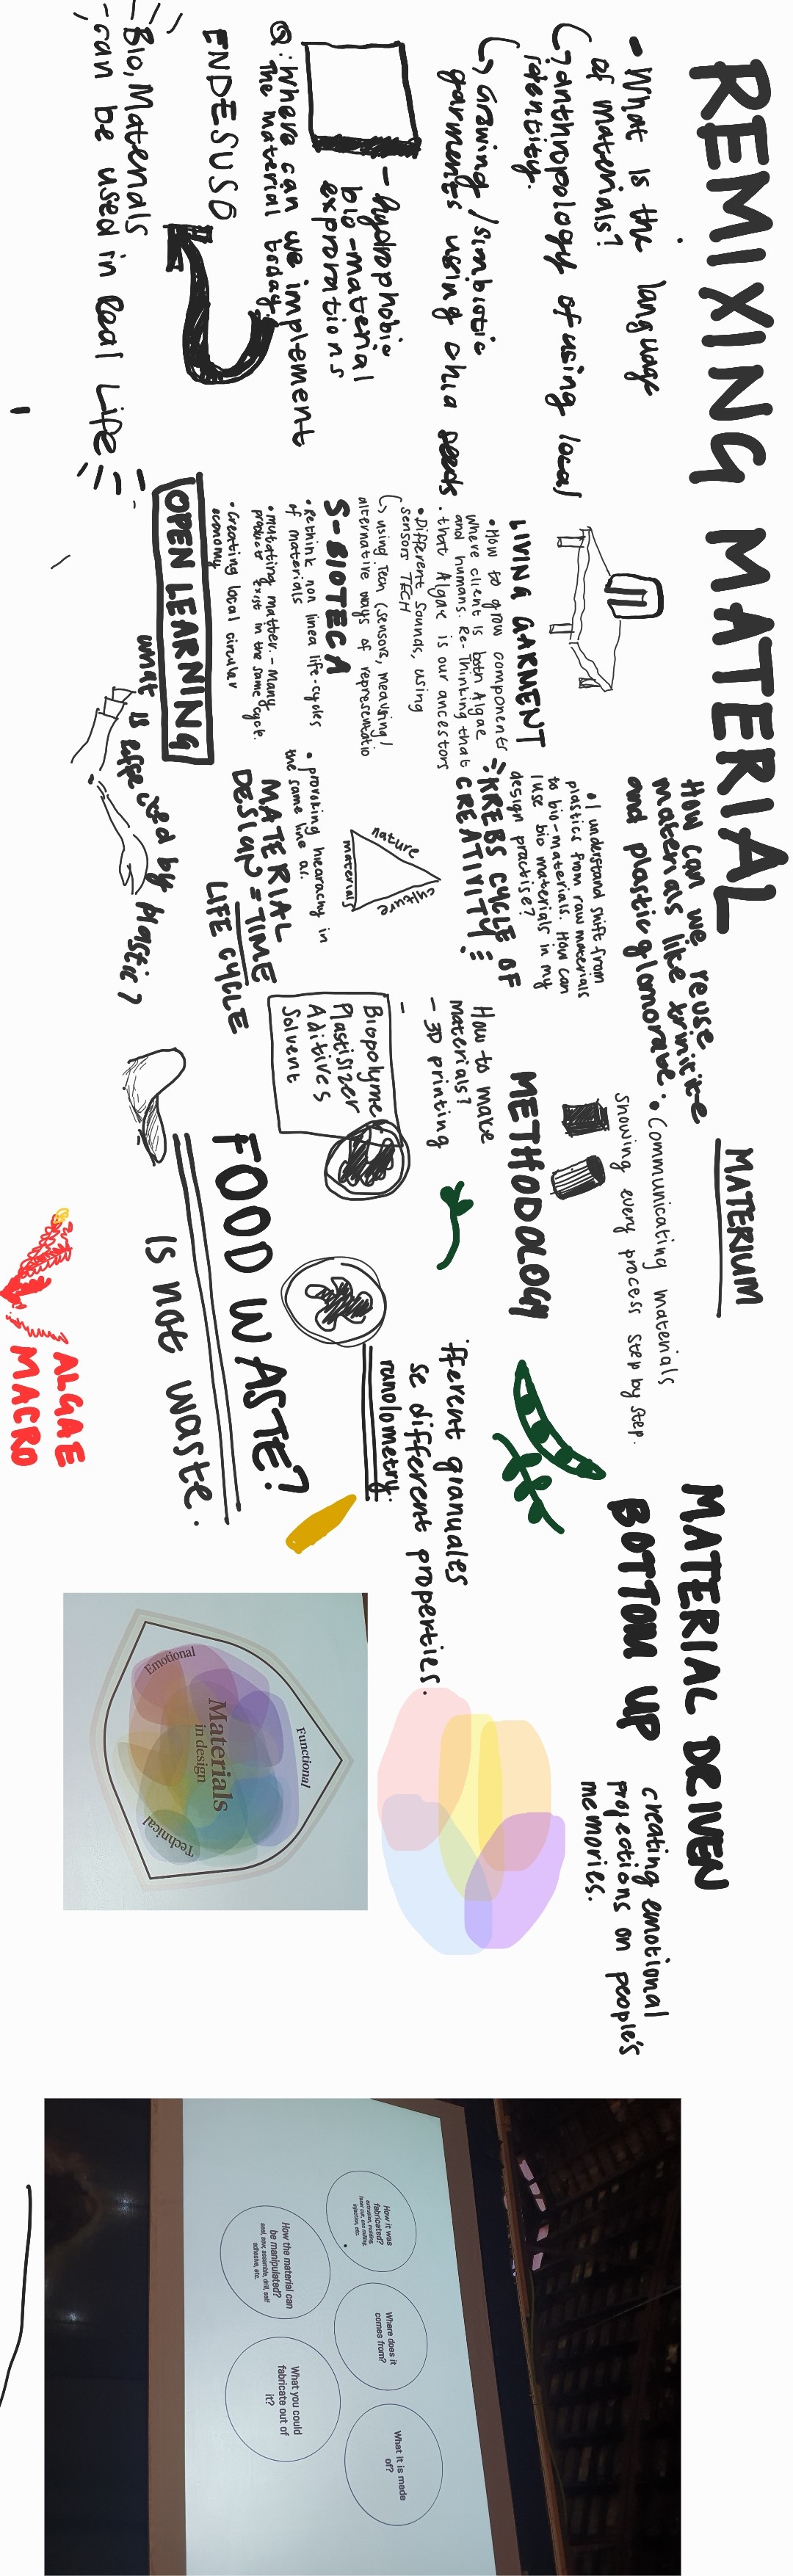 REMIXING MATERIAL
- What is the language
of materials?
anthropology of using local
identity.
Growing / simbiotic
garments using chia seeds
- hydrophobic
bio-material
exprorations
Q: Where can we implement
The material today
ENDESUSO
Bio, Materials
can be used in Real Life
LIVING GARMENT
• How to grow components
where client is both Algae
and humans. Re-Thinking that
• that Algae is our ancestors
• Different sounds, using
sensors TECH
using Tech (sensors, measuring/
alternative ways of representatio
S-BIOTECA
• Rethink non linea life-cycles
of materials
• mutating matter. - Many
products exist in the same cycle.
• Creating local circular
economy
OPEN LEARNING
what is effected by plastic?
How can we reuse
materials like trinitite
and plastic glomorate.
• I understand shift from
plastics from raw materials
to bio-materials. How can
I use bio materials in my
design practise?
KREBS CYCLE OF
CREATIVITY
nature
culture
materials
• provoking hiearachy in
the same line as.
MATERIAL
DESIGN = TIME
LIFE CYCLE
MATERIUM
• Communicating materials
showing every process step by step.
METHODOLOGY
How to make
materials?
- 3D printing
-
Biopolyme
Plastisizer
Aditives
Solvent
fferent granuales
se different properties.
ranolometry.
FOOD WASTE?
is not waste.
ALGAE
MACRO
MATERIAL DRIVEN
BOTTOM UP
creating emotional
projections on people's
memories.
Functional
Materials
in design
Emotional
Technical
How it was
fabricated?
extrusion, molding,
laser cut, cnc milling,
injection, etc.
Where does it
comes from?
What it is made
of?
How the material can
be manipulated?
seal, sew, assemble, drill, self
adhesive, etc.
What you could
fabricate out of
it?